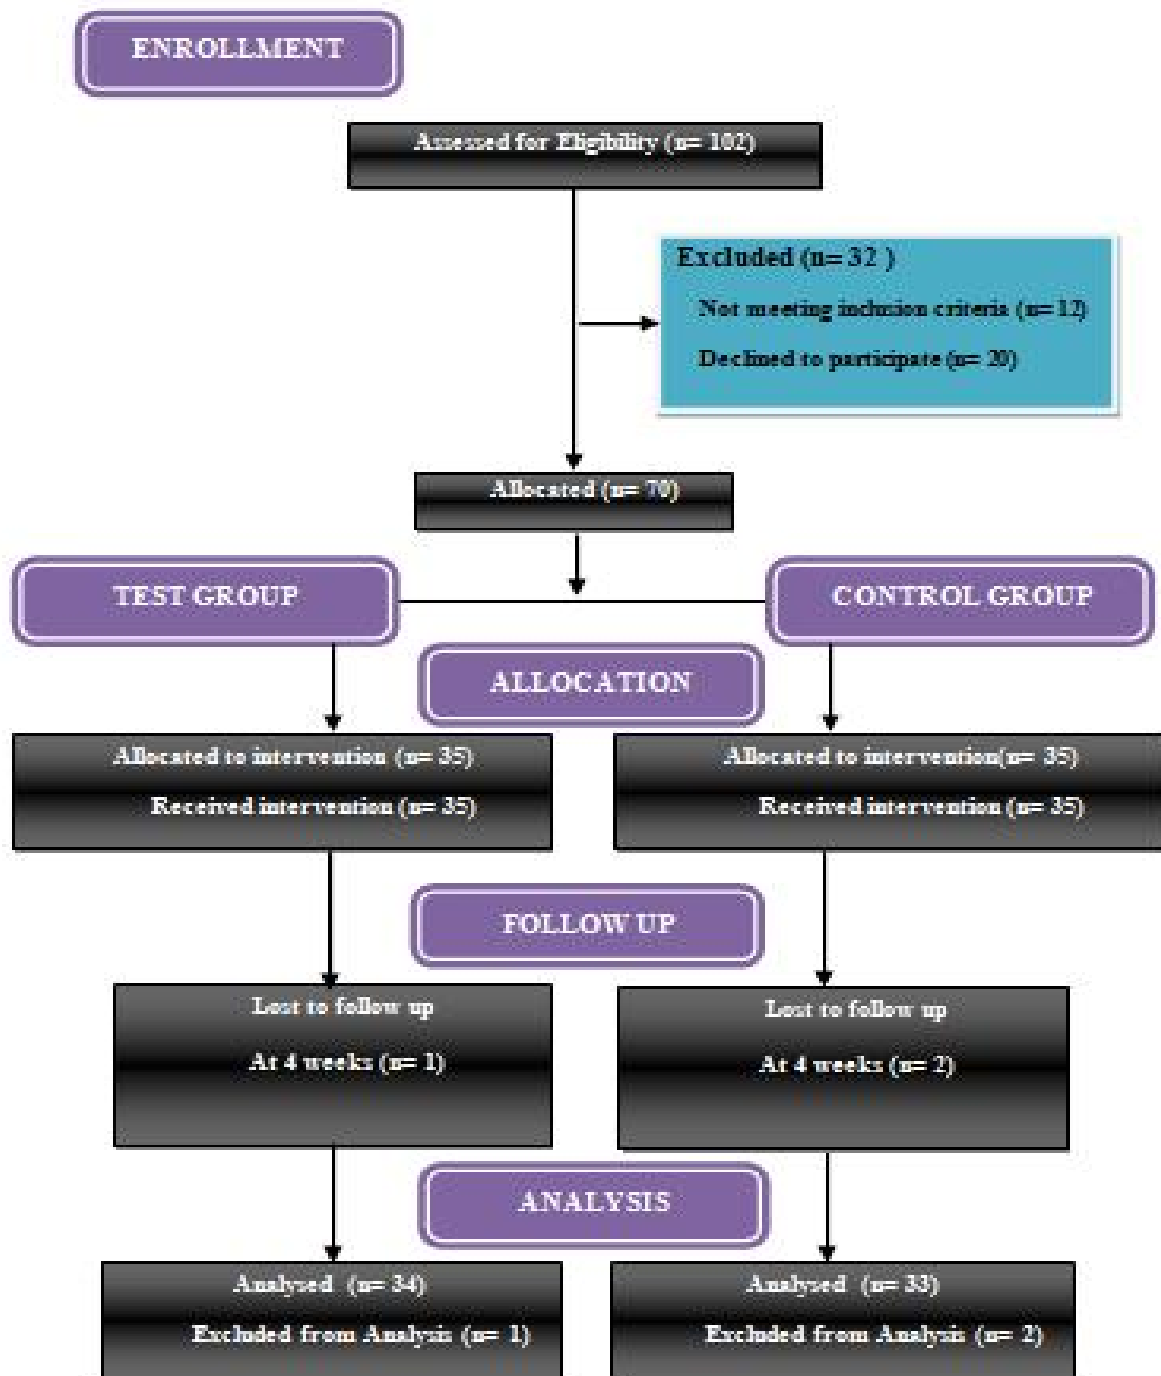 ENROLLMENT
Assessed for Eligibility (n= 102)
Excluded (n= 32 )
Not meeting inclusion criteria (n= 12)
Declined to participate (n= 20)
Allocated (n= 70)
TEST GROUP
CONTROL GROUP
ALLOCATION
Allocated to intervention (n= 35)
Received intervention (n= 35)
Allocated to intervention(n= 35)
Received intervention (n= 35)
FOLLOW UP
Lost to follow up
At 4 weeks (n= 1)
Lost to follow up
At 4 weeks (n= 2)
ANALYSIS
Analysed (n= 34)
Excluded from Analysis (n= 1)
Analysed (n= 33)
Excluded from Analysis (n= 2)